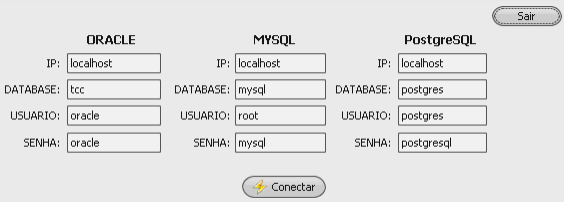 Sair
ORACLE MYSQL PostgreSQL
IP: localhost IP: localhost IP: localhost
DATABASE: tcc DATABASE: mysql DATABASE: postgres
USUARIO: oracle USUARIO: root USUARIO: postgres
SENHA: oracle SENHA: mysql SENHA: postgresql
Conectar